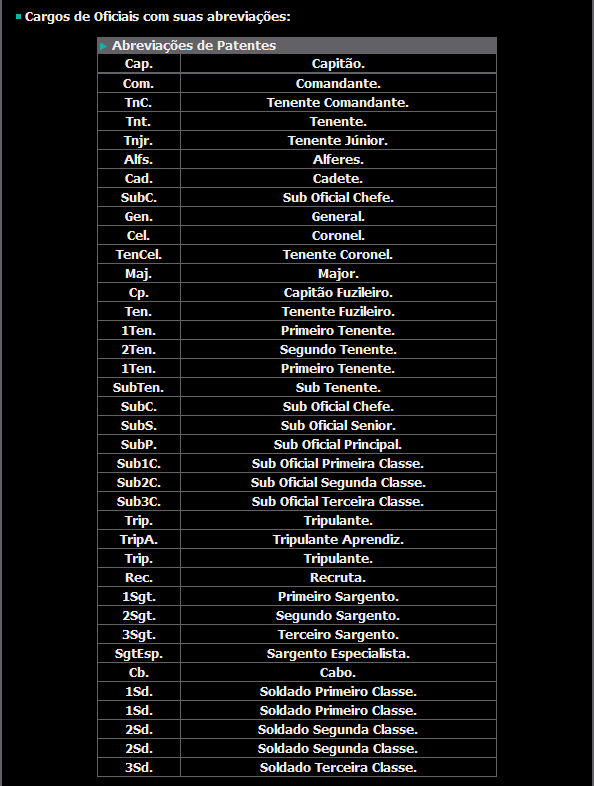 Cargos de Oficiais com suas abreviações:
Abreviações de Patentes
Cap. Capitão.
Com. Comandante.
TnC. Tenente Comandante.
Tnt. Tenente.
Tnjr. Tenente Júnior.
Alfs. Alferes.
Cad. Cadete.
SubC. Sub Oficial Chefe.
Gen. General.
Cel. Coronel.
TenCel. Tenente Coronel.
Maj. Major.
Cp. Capitão Fuzileiro.
Ten. Tenente Fuzileiro.
1Ten. Primeiro Tenente.
2Ten. Segundo Tenente.
1Ten. Primeiro Tenente.
SubTen. Sub Tenente.
SubC. Sub Oficial Chefe.
SubS. Sub Oficial Senior.
SubP. Sub Oficial Principal.
Sub1C. Sub Oficial Primeira Classe.
Sub2C. Sub Oficial Segunda Classe.
Sub3C. Sub Oficial Terceira Classe.
Trip. Tripulante.
TripA. Tripulante Aprendiz.
Trip. Tripulante.
Rec. Recruta.
1Sgt. Primeiro Sargento.
2Sgt. Segundo Sargento.
3Sgt. Terceiro Sargento.
SgtEsp. Sargento Especialista.
Cb. Cabo.
1Sd. Soldado Primeiro Classe.
1Sd. Soldado Primeiro Classe.
2Sd. Soldado Segunda Classe.
2Sd. Soldado Segunda Classe.
3Sd. Soldado Terceira Classe.